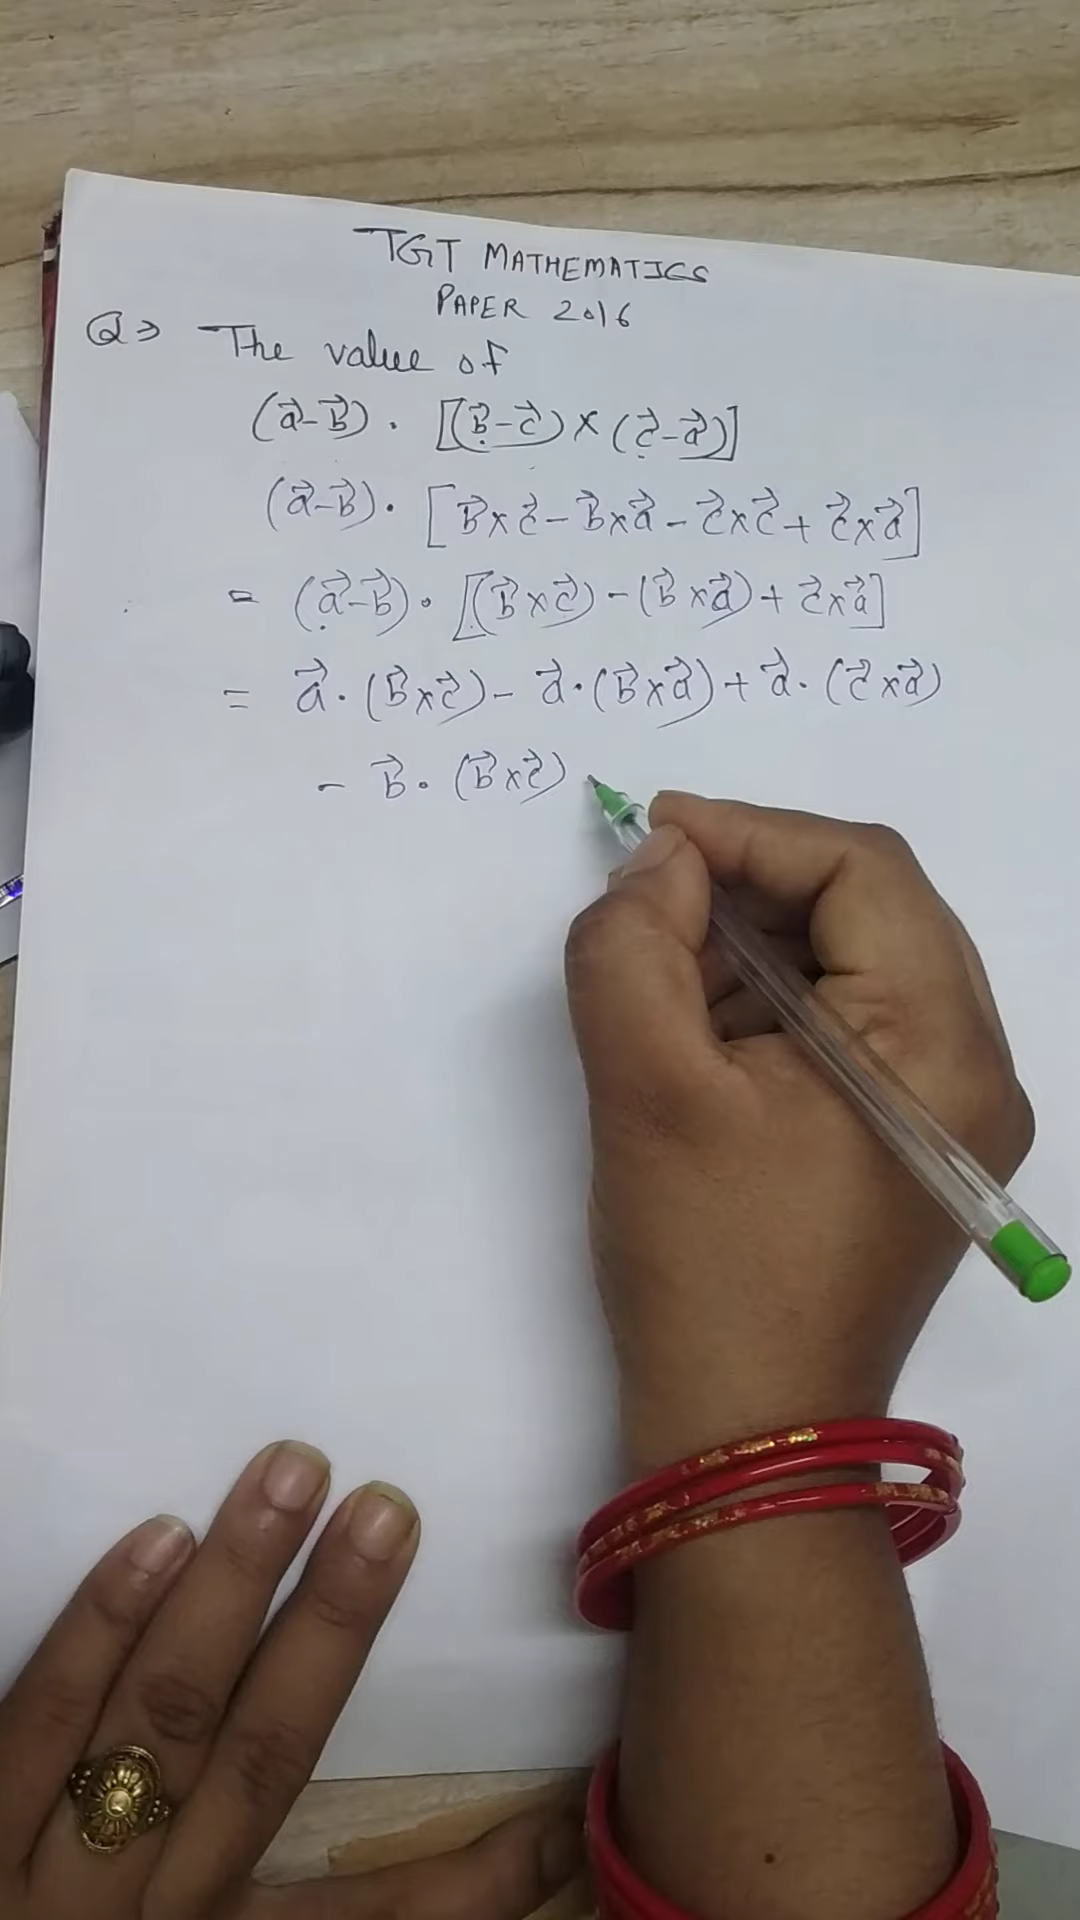 TGT MATHEMATICS
PAPER 2016
Q⇒ The value of
(a⃗-b⃗) . [(b⃗-c⃗)×(c⃗-a⃗)]
(a⃗-b⃗). [b⃗×c⃗-b⃗×a⃗-c⃗×c⃗+c⃗×a⃗]
= (a⃗-b⃗). [(b⃗×c⃗)-(b⃗×a⃗)+c⃗×a⃗]
= a⃗.(b⃗×c⃗)-a⃗.(b⃗×a⃗)+a⃗.(c⃗×a⃗)
- b⃗.(b⃗×c⃗)